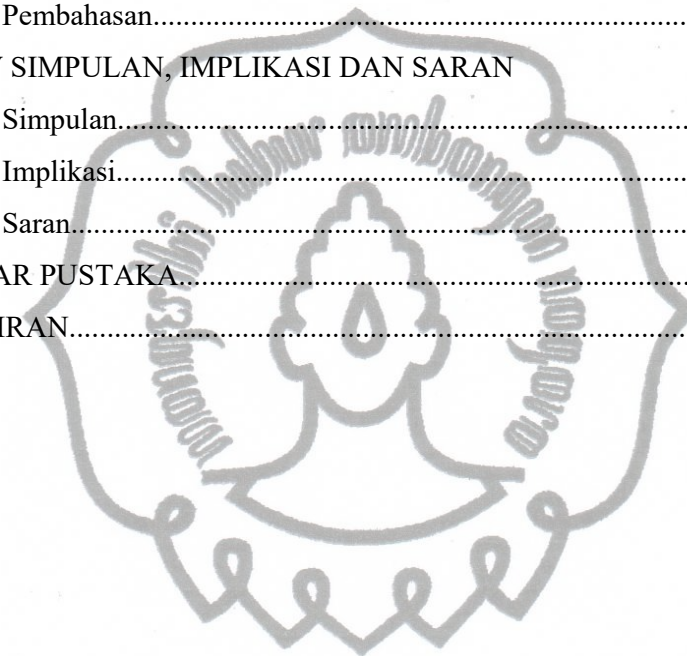 Pembahasan
SIMPULAN, IMPLIKASI DAN SARAN
Simpulan
Implikasi
Saran
AR PUSTAKA
IRAN